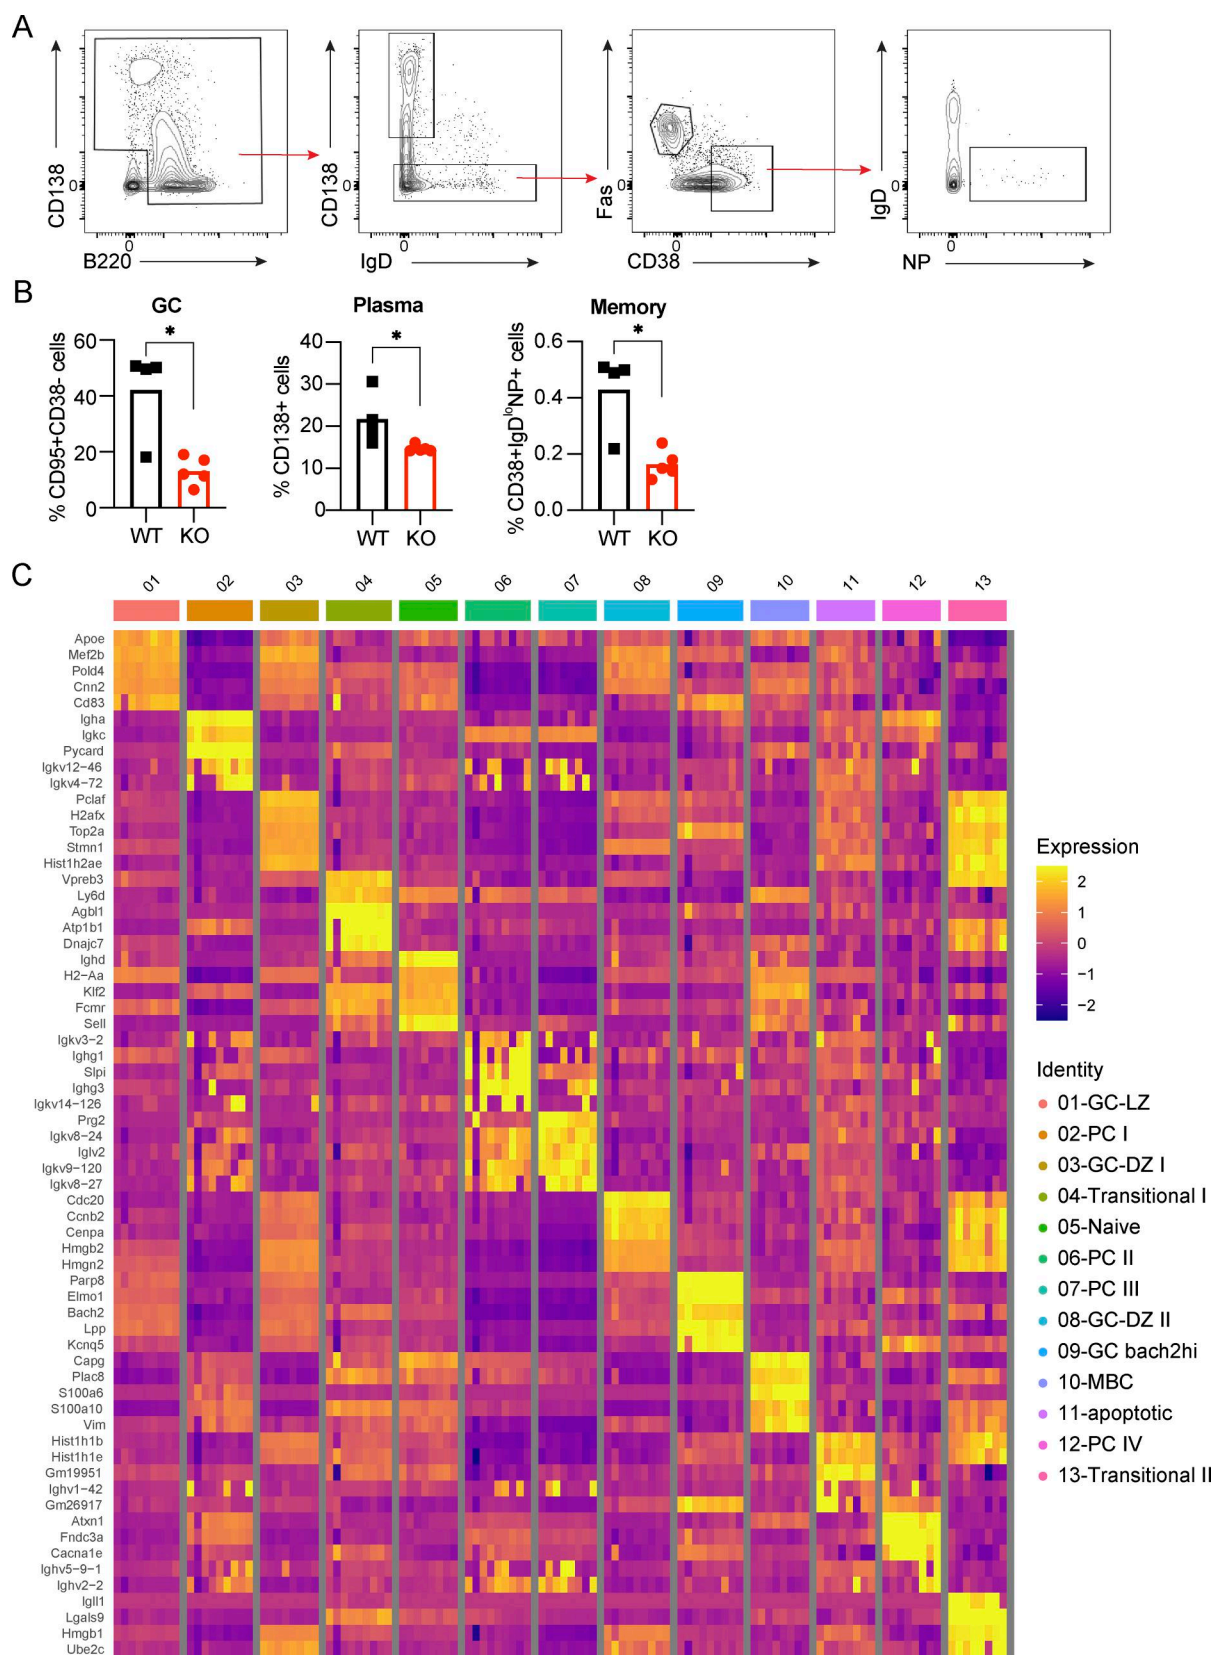 A
CD138
0
0
B220
CD138
0
0
IgD
Fas
0
0
CD38
IgD
0
0
NP
B
GC
% CD95+CD38- cells
60
40
20
0
*
WT KO
Plasma
% CD138+ cells
40
30
20
10
0
*
WT KO
Memory
% CD38+IgDloNP+ cells
0.6
0.4
0.2
0.0
*
WT KO
C
01 02 03 04 05 06 07 08 09 10 11 12 13
Apoe
Mef2b
Pold4
Cnn2
Cd83
Igha
Igkc
Pycard
Igkv12−46
Igkv4−72
Pclaf
H2afx
Top2a
Stmn1
Hist1h2ae
Vpreb3
Ly6d
Agbl1
Atp1b1
Dnajc7
Ighd
H2−Aa
Klf2
Fcmr
Sell
Igkv3−2
Ighg1
Slpi
Ighg3
Igkv14−126
Prg2
Igkv8−24
Iglv2
Igkv9−120
Igkv8−27
Cdc20
Ccnb2
Cenpa
Hmgb2
Hmgn2
Parp8
Elmo1
Bach2
Lpp
Kcnq5
Capg
Plac8
S100a6
S100a10
Vim
Hist1h1b
Hist1h1e
Gm19951
Ighv1−42
Gm26917
Atxn1
Fndc3a
Cacna1e
Ighv5−9−1
Ighv2−2
Igll1
Lgals9
Hmgb1
Ube2c
Expression
2
1
0
−1
−2
Identity
01-GC-LZ
02-PC I
03-GC-DZ I
04-Transitional I
05-Naive
06-PC II
07-PC III
08-GC-DZ II
09-GC bach2hi
10-MBC
11-apoptotic
12-PC IV
13-Transitional II